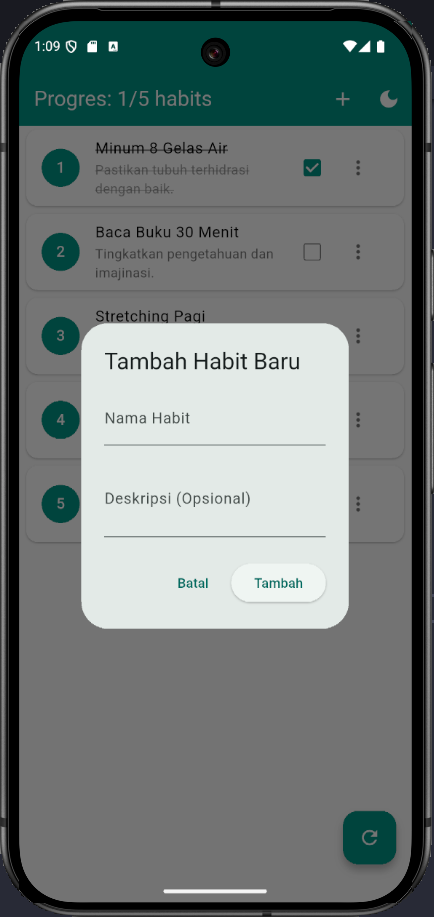 1:09
Progres: 1/5 habits
1
Minum 8 Gelas Air
Pastikan tubuh terhidrasi
dengan baik.
2
Baca Buku 30 Menit
Tingkatkan pengetahuan dan
imajinasi.
3
Stretching Pagi
4
5
Tambah Habit Baru
Nama Habit
Deskripsi (Opsional)
Batal
Tambah